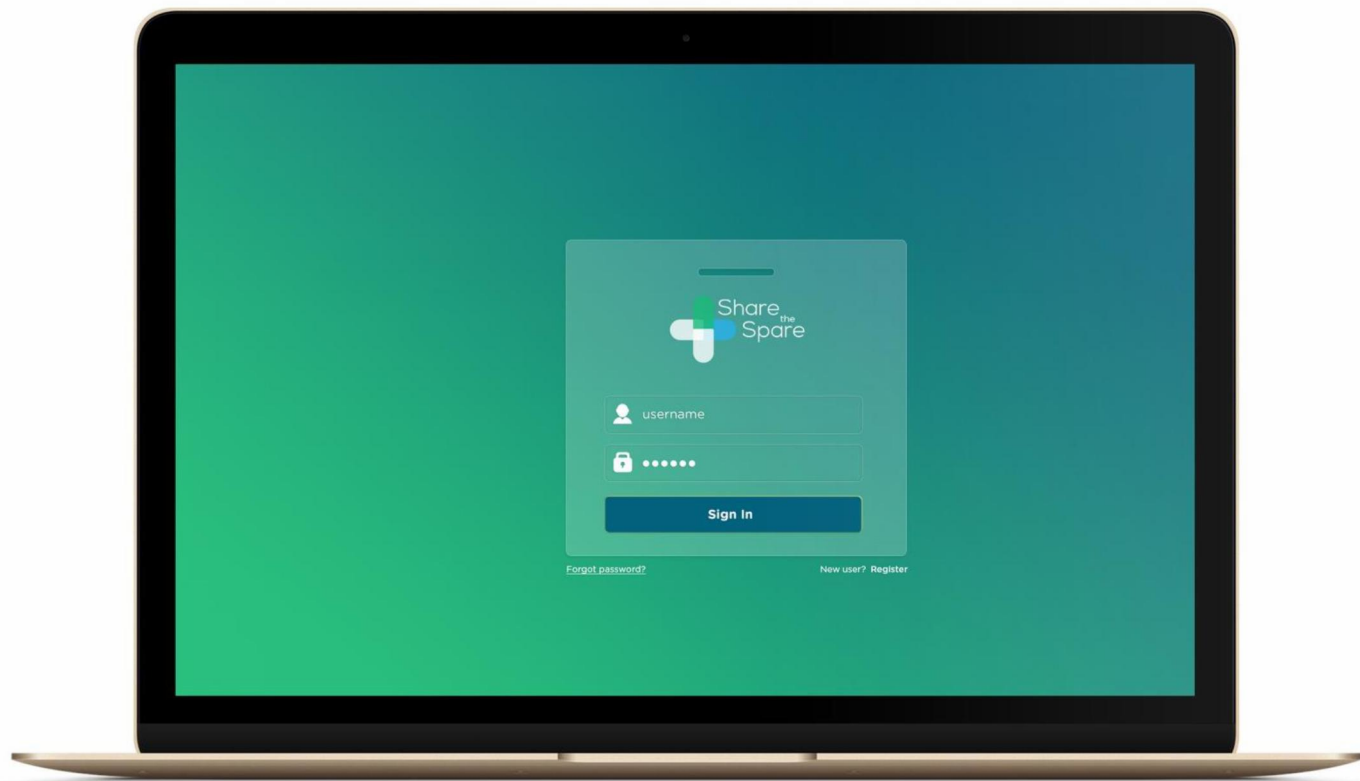 Share
the
Spare
username
••••••
Sign In
Forgot password?
New user? Register